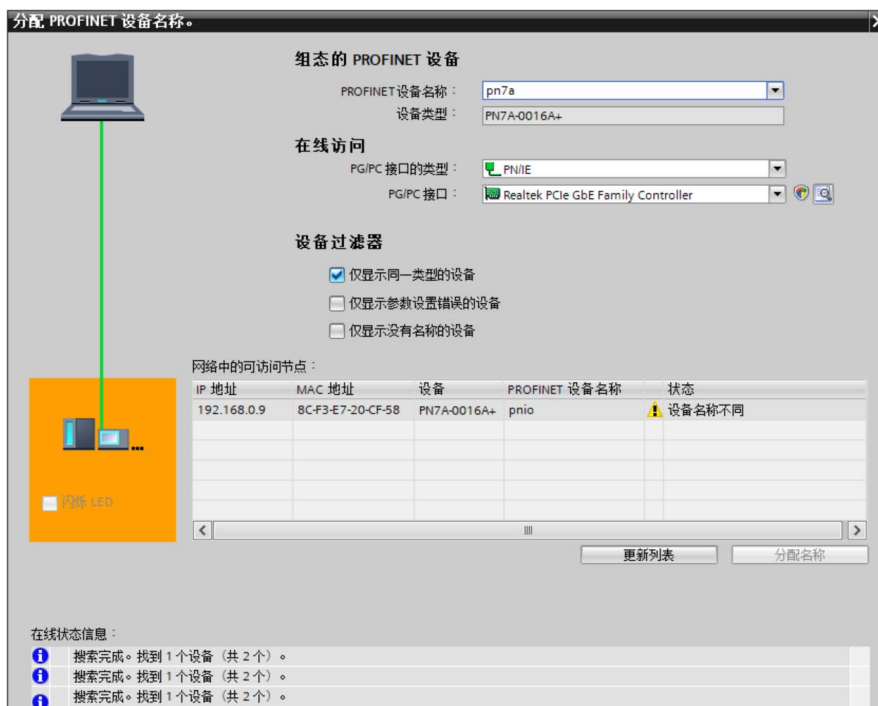 分配 PROFINET 设备名称。
组态的 PROFINET 设备
PROFINET设备名称： pn7a
设备类型： PN7A-0016A+
在线访问
PG/PC 接口的类型： PN/IE
PG/PC 接口： Realtek PCIe GbE Family Controller
设备过滤器
仅显示同一类型的设备
仅显示参数设置错误的设备
仅显示没有名称的设备
网络中的可访问节点：
IP 地址 MAC 地址 设备 PROFINET 设备名称 状态
192.168.0.9 8C-F3-E7-20-CF-58 PN7A-0016A+ pnio 设备名称不同
闪烁 LED
更新列表 分配名称
在线状态信息：
搜索完成。找到 1 个设备（共 2 个）。
搜索完成。找到 1 个设备（共 2 个）。
搜索完成。找到 1 个设备（共 2 个）。